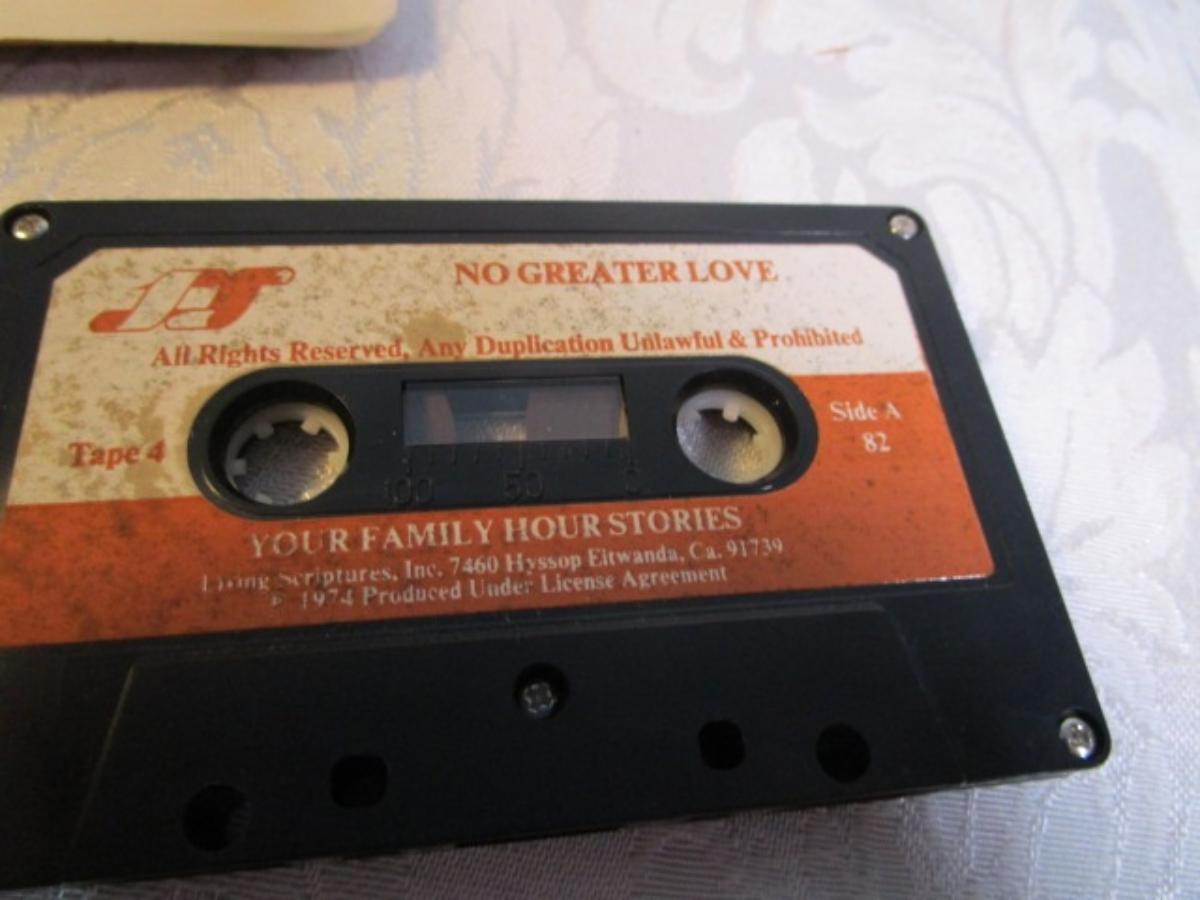 NO GREATER LOVE
All Rights Reserved, Any Duplication Unlawful & Prohibited
Tape 4
Side A
82
100 50 0
YOUR FAMILY HOUR STORIES
Living Scriptures, Inc. 7460 Hyssop Eitwanda, Ca. 91739
℗ 1974 Produced Under License Agreement